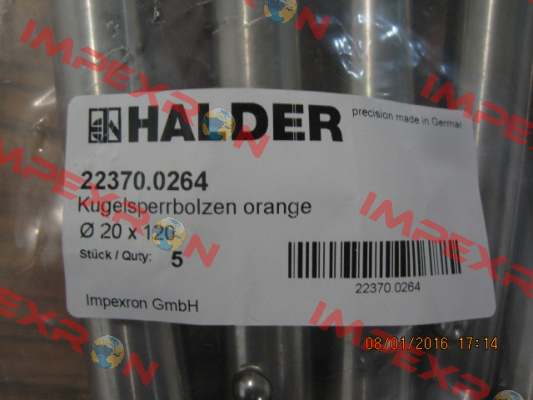 HALDER
precision made in German
22370.0264
Kugelsperrbolzen orange
Ø 20 x 120
Stück / Quty: 5
22370.0264
Impexron GmbH
08/01/2016 17:14
IMPEXRON